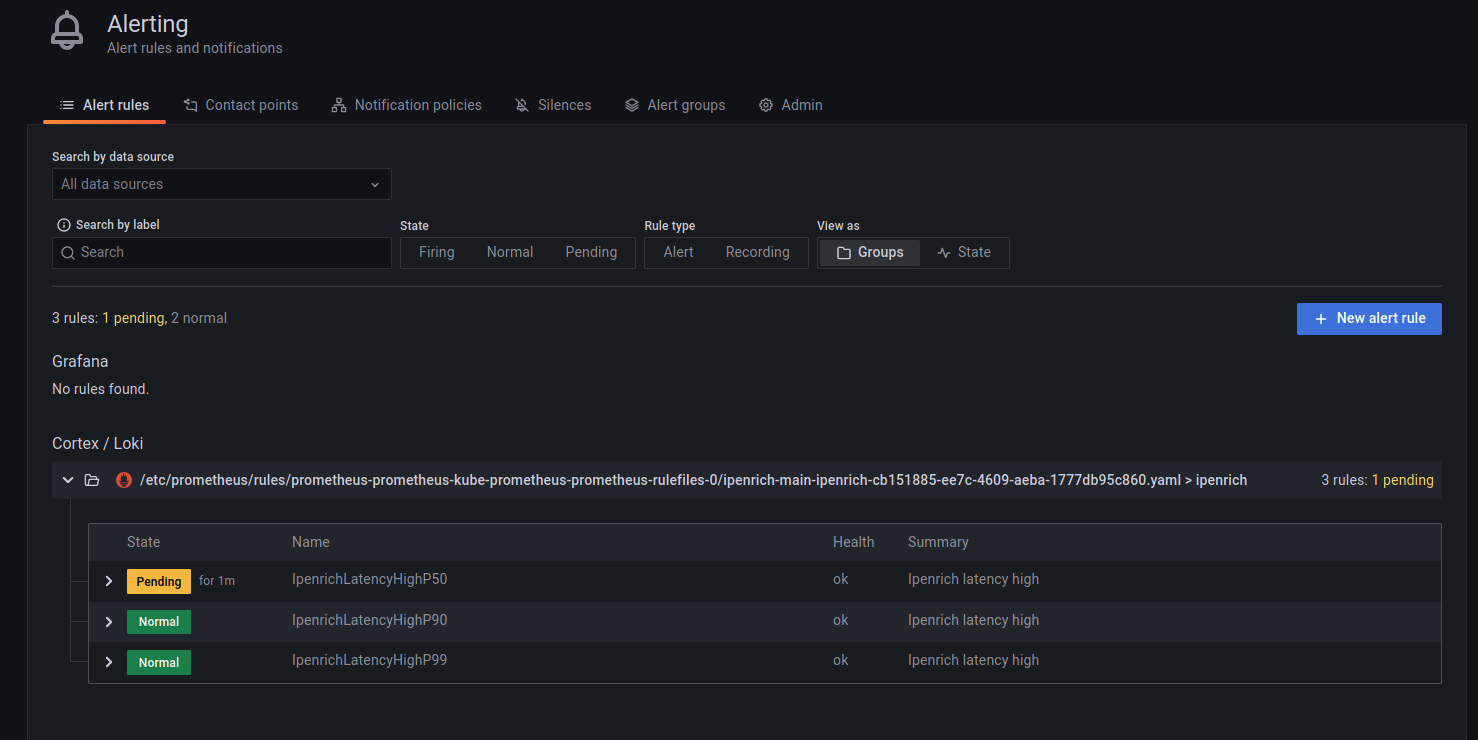 Alerting
Alert rules and notifications
Alert rules Contact points Notification policies Silences Alert groups Admin
Search by data source
All data sources
Search by label State Rule type View as
Search Firing Normal Pending Alert Recording Groups State
3 rules: 1 pending, 2 normal New alert rule
Grafana
No rules found.
Cortex / Loki
/etc/prometheus/rules/prometheus-prometheus-kube-prometheus-prometheus-rulefiles-0/ipenrich-main-ipenrich-cb151885-ee7c-4609-aeba-1777db95c860.yaml > ipenrich 3 rules: 1 pending
State Name Health Summary
Pending for 1m IpenrichLatencyHighP50 ok Ipenrich latency high
Normal IpenrichLatencyHighP90 ok Ipenrich latency high
Normal IpenrichLatencyHighP99 ok Ipenrich latency high